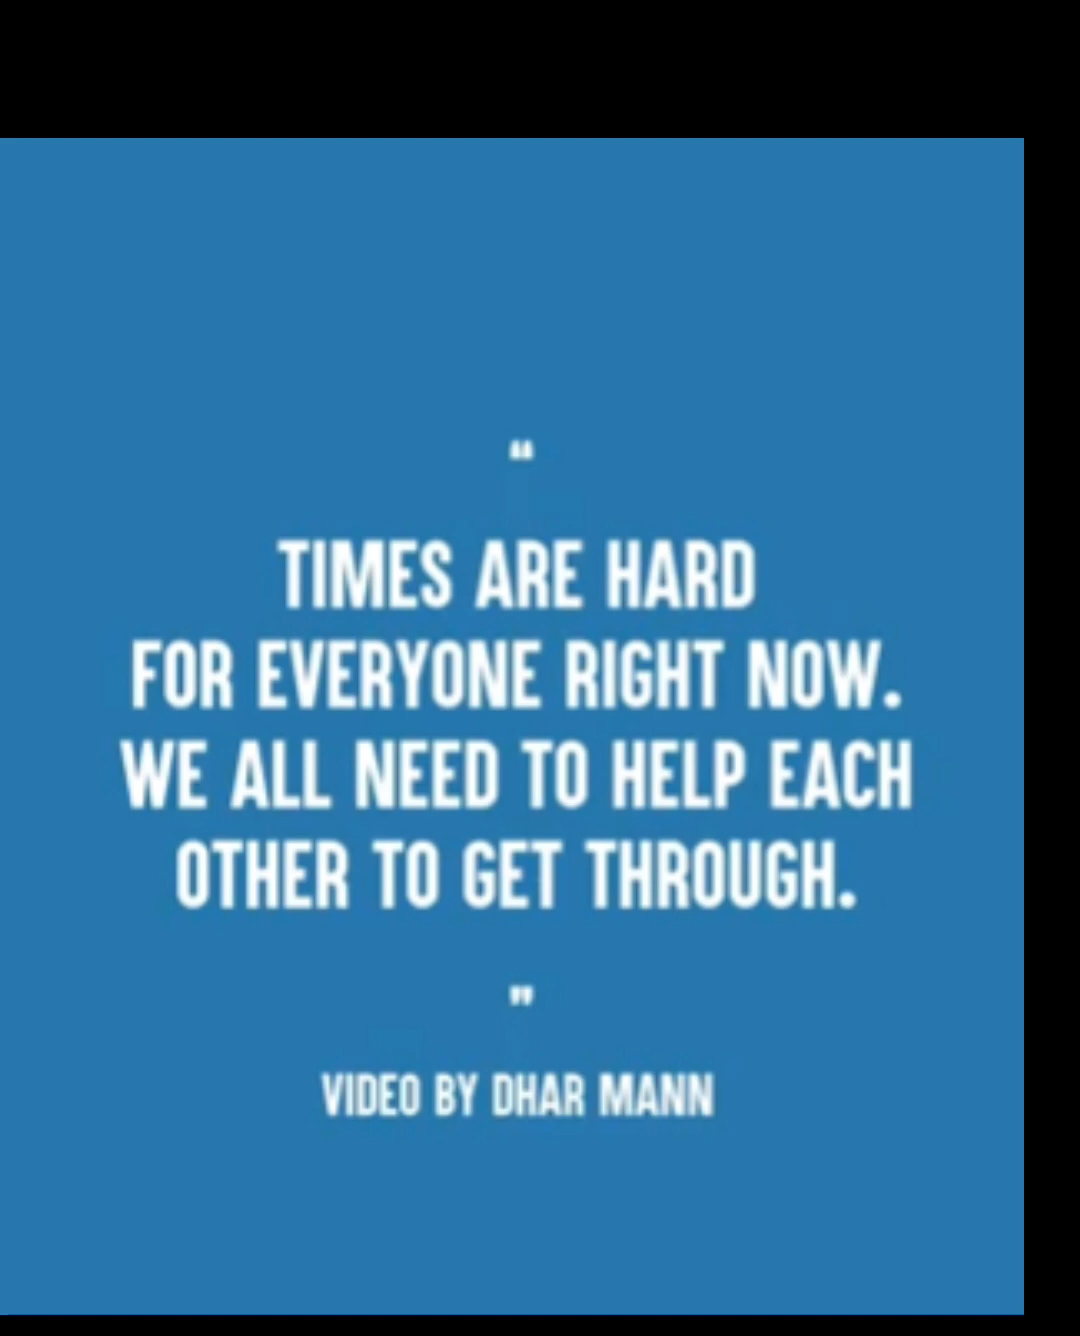 “
TIMES ARE HARD
FOR EVERYONE RIGHT NOW.
WE ALL NEED TO HELP EACH
OTHER TO GET THROUGH.
”
VIDEO BY DHAR MANN